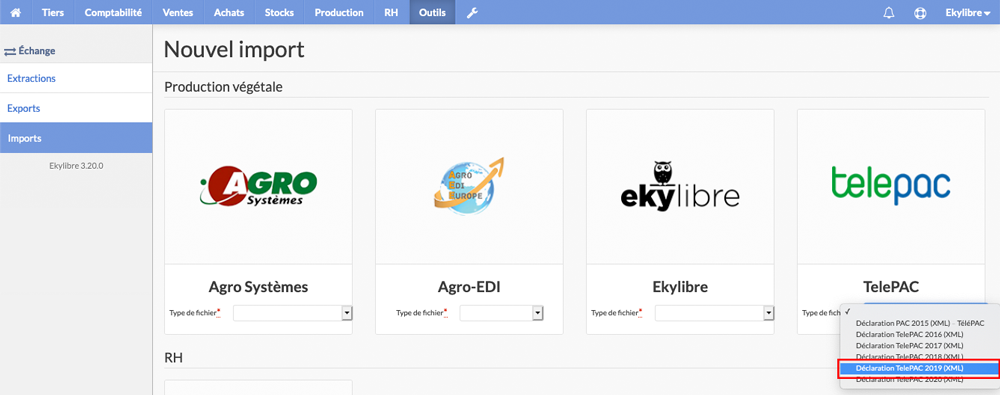 Tiers Comptabilité Ventes Achats Stocks Production RH Outils Ekylibre
Échange
Extractions
Exports
Imports
Ekylibre 3.20.0
Nouvel import
Production végétale
AGRO
Systèmes
AGRO
EDI
EUROPE
ekylibre
telepac
Agro Systèmes
Type de fichier*
Agro-EDI
Type de fichier*
Ekylibre
Type de fichier*
TelePAC
Type de fich
Déclaration PAC 2015 (XML) - TéléPAC
Déclaration TelePAC 2016 (XML)
Déclaration TelePAC 2017 (XML)
Déclaration TelePAC 2018 (XML)
Déclaration TelePAC 2019 (XML)
Déclaration TelePAC 2020 (XML)
RH